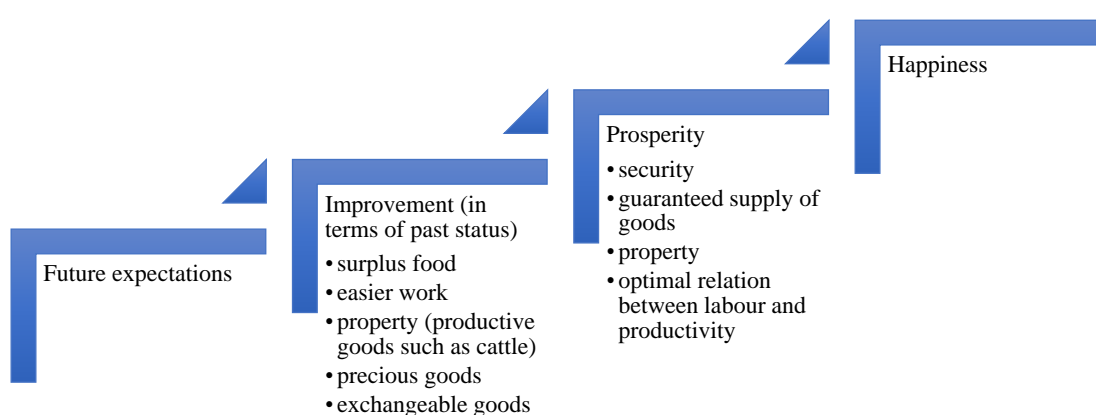 Future expectations
Improvement (in
terms of past status)
• surplus food
• easier work
• property (productive
goods such as cattle)
• precious goods
• exchangeable goods
Prosperity
• security
• guaranteed supply of
goods
• property
• optimal relation
between labour and
productivity
Happiness